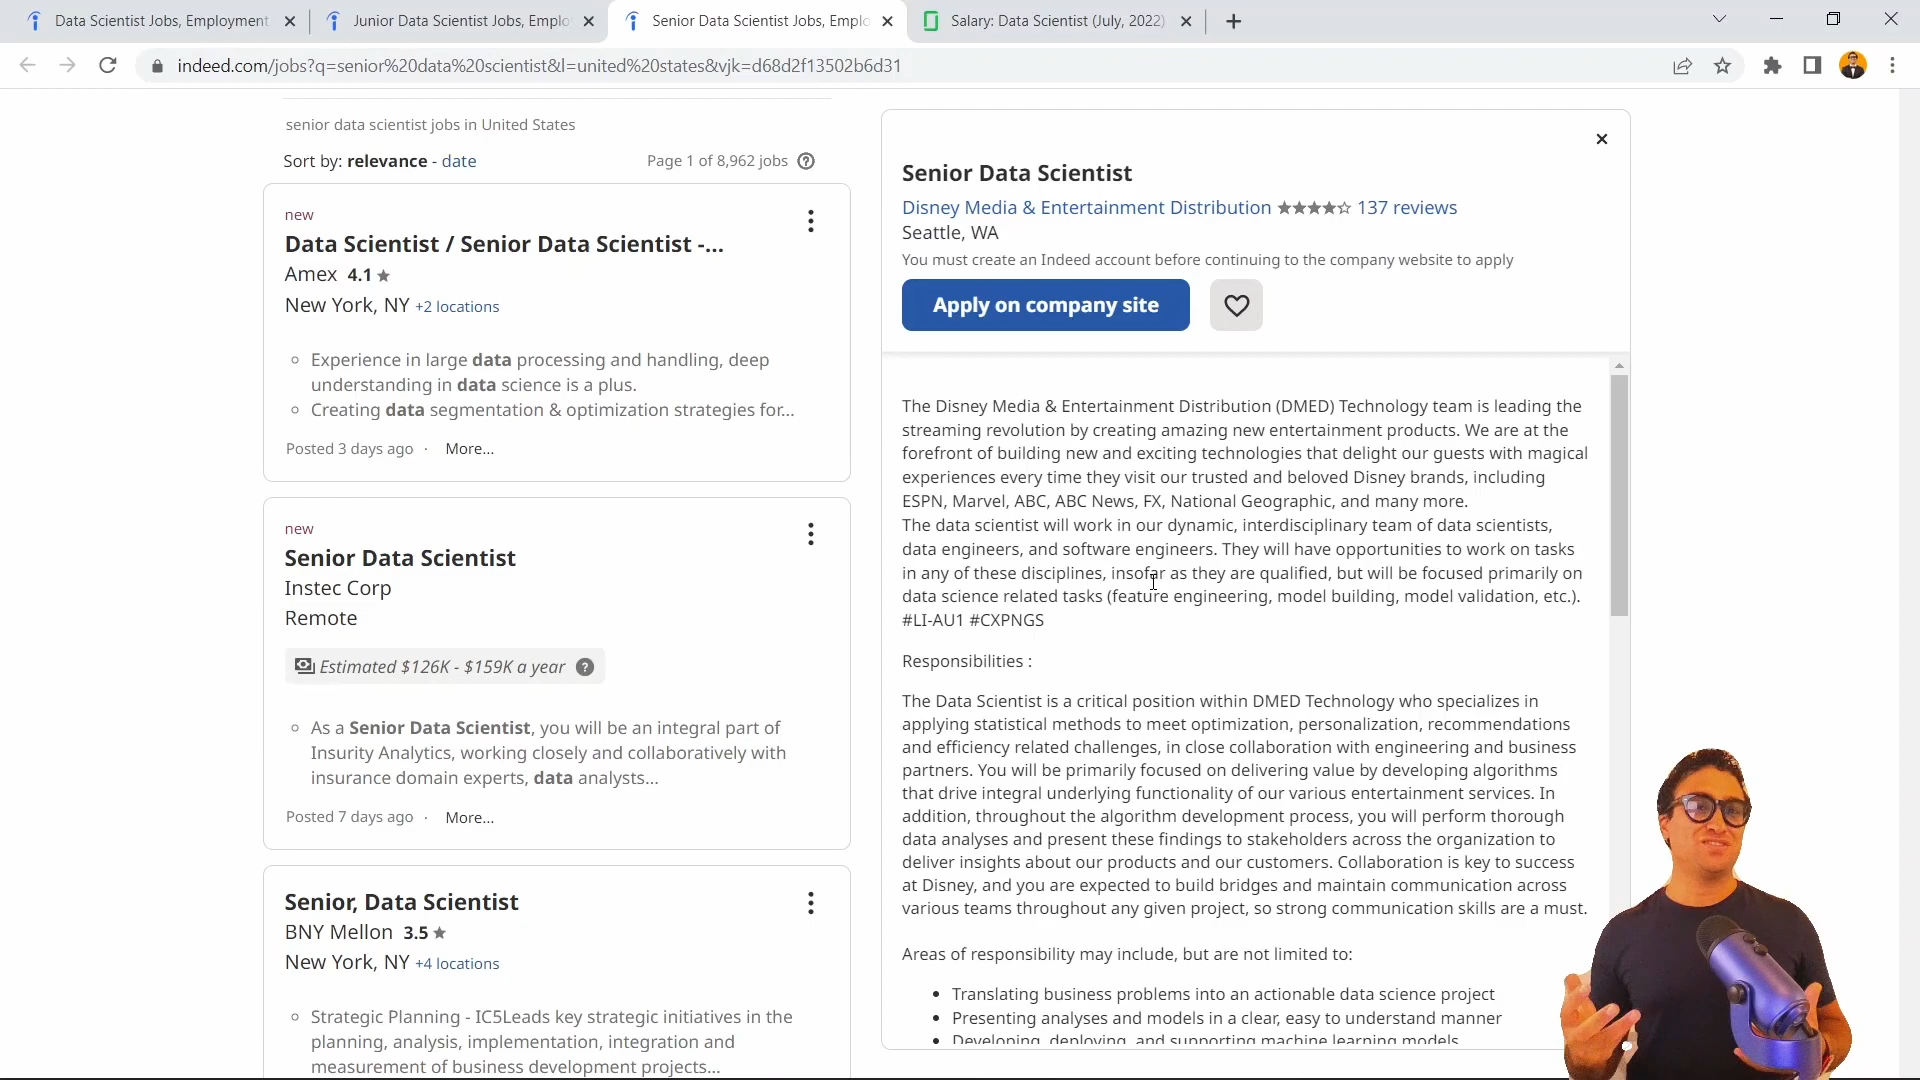 Data Scientist Jobs, Employment
Junior Data Scientist Jobs, Emplo
Senior Data Scientist Jobs, Emplo
Salary: Data Scientist (July, 2022)
indeed.com/jobs?q=senior%20data%20scientist&l=united%20states&vjk=d68d2f13502b6d31
senior data scientist jobs in United States
Sort by: relevance - date
Page 1 of 8,962 jobs
new
Data Scientist / Senior Data Scientist -...
Amex 4.1
New York, NY +2 locations
Experience in large data processing and handling, deep
understanding in data science is a plus.
Creating data segmentation & optimization strategies for...
Posted 3 days ago · More...
new
Senior Data Scientist
Instec Corp
Remote
Estimated $126K - $159K a year
As a Senior Data Scientist, you will be an integral part of
Insurity Analytics, working closely and collaboratively with
insurance domain experts, data analysts...
Posted 7 days ago · More...
Senior, Data Scientist
BNY Mellon 3.5
New York, NY +4 locations
Strategic Planning - IC5Leads key strategic initiatives in the
planning, analysis, implementation, integration and
measurement of business development projects...
Senior Data Scientist
Disney Media & Entertainment Distribution 137 reviews
Seattle, WA
You must create an Indeed account before continuing to the company website to apply
Apply on company site
The Disney Media & Entertainment Distribution (DMED) Technology team is leading the
streaming revolution by creating amazing new entertainment products. We are at the
forefront of building new and exciting technologies that delight our guests with magical
experiences every time they visit our trusted and beloved Disney brands, including
ESPN, Marvel, ABC, ABC News, FX, National Geographic, and many more.
The data scientist will work in our dynamic, interdisciplinary team of data scientists,
data engineers, and software engineers. They will have opportunities to work on tasks
in any of these disciplines, insofar as they are qualified, but will be focused primarily on
data science related tasks (feature engineering, model building, model validation, etc.).
#LI-AU1 #CXPNGS
Responsibilities :
The Data Scientist is a critical position within DMED Technology who specializes in
applying statistical methods to meet optimization, personalization, recommendations
and efficiency related challenges, in close collaboration with engineering and business
partners. You will be primarily focused on delivering value by developing algorithms
that drive integral underlying functionality of our various entertainment services. In
addition, throughout the algorithm development process, you will perform thorough
data analyses and present these findings to stakeholders across the organization to
deliver insights about our products and our customers. Collaboration is key to success
at Disney, and you are expected to build bridges and maintain communication across
various teams throughout any given project, so strong communication skills are a must.
Areas of responsibility may include, but are not limited to:
Translating business problems into an actionable data science project
Presenting analyses and models in a clear, easy to understand manner
Developing, deploying, and supporting machine learning models